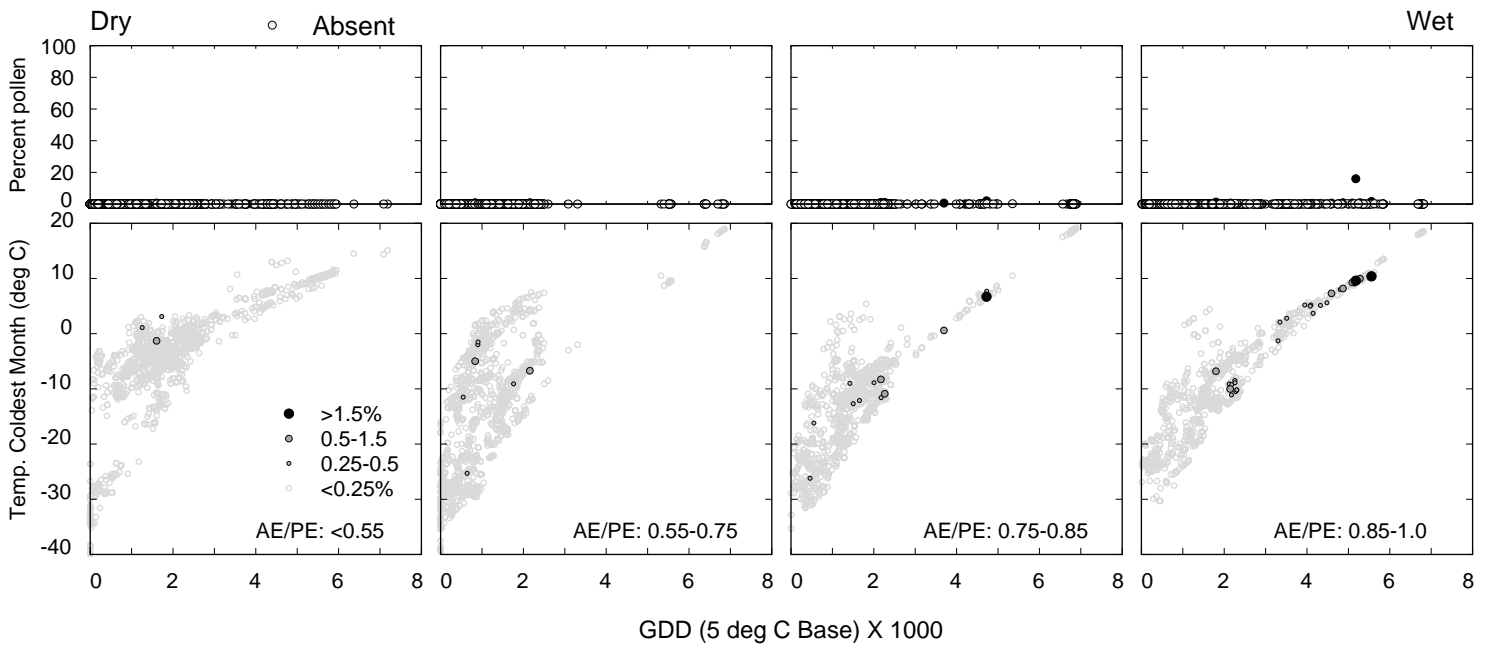 Dry Absent Wet
Percent pollen
100
80
60
40
20
0
Temp. Coldest Month (deg C)
20
10
0
-10
-20
-30
-40
>1.5%
0.5-1.5
0.25-0.5
<0.25%
AE/PE: <0.55 AE/PE: 0.55-0.75 AE/PE: 0.75-0.85 AE/PE: 0.85-1.0
0 2 4 6 8 0 2 4 6 8 0 2 4 6 8 0 2 4 6 8
GDD (5 deg C Base) X 1000